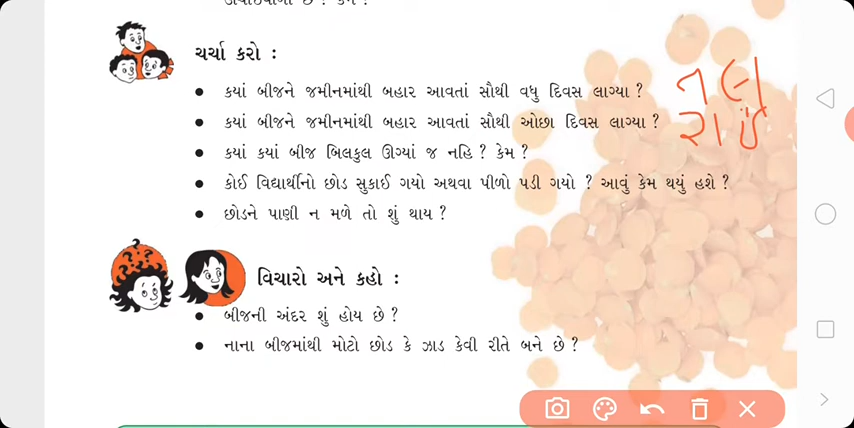 ચર્ચા કરો :
• કયાં બીજને જમીનમાંથી બહાર આવતાં સૌથી વધુ દિવસ લાગ્યા ?
• કયાં બીજને જમીનમાંથી બહાર આવતાં સૌથી ઓછા દિવસ લાગ્યા ?
• કયાં કયાં બીજ બિલકુલ ઊગ્યાં જ નહિ ? કેમ ?
• કોઈ વિદ્યાર્થીનો છોડ સુકાઈ ગયો અથવા પીળો પડી ગયો ? આવું કેમ થયું હશે ?
• છોડને પાણી ન મળે તો શું થાય ?
તલ
રાઈ
વિચારો અને કહો :
• બીજની અંદર શું હોય છે ?
• નાના બીજમાંથી મોટો છોડ કે ઝાડ કેવી રીતે બને છે ?